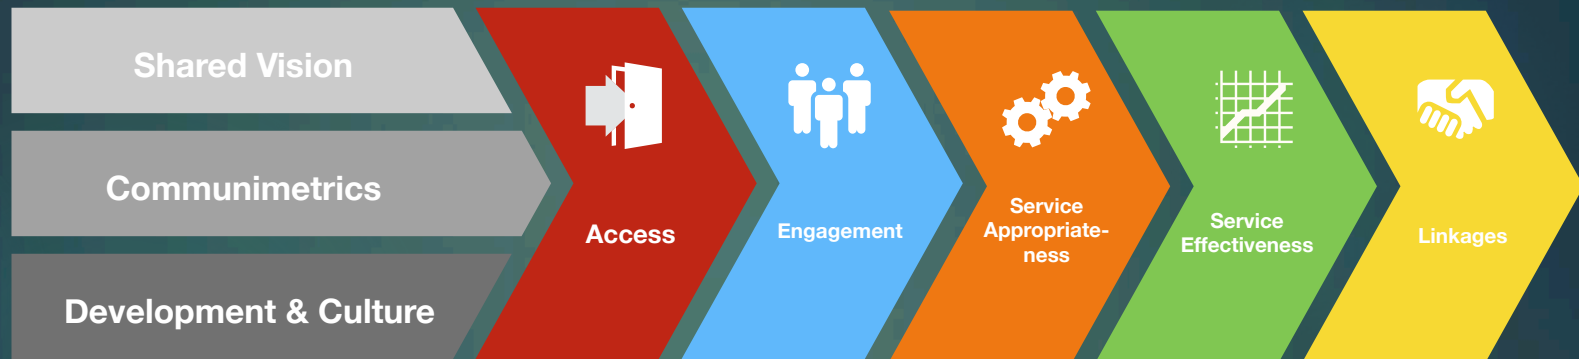 Shared Vision
Communimetrics
Development & Culture
Access
Engagement
Service
Appropriate-
ness
Service
Effectiveness
Linkages